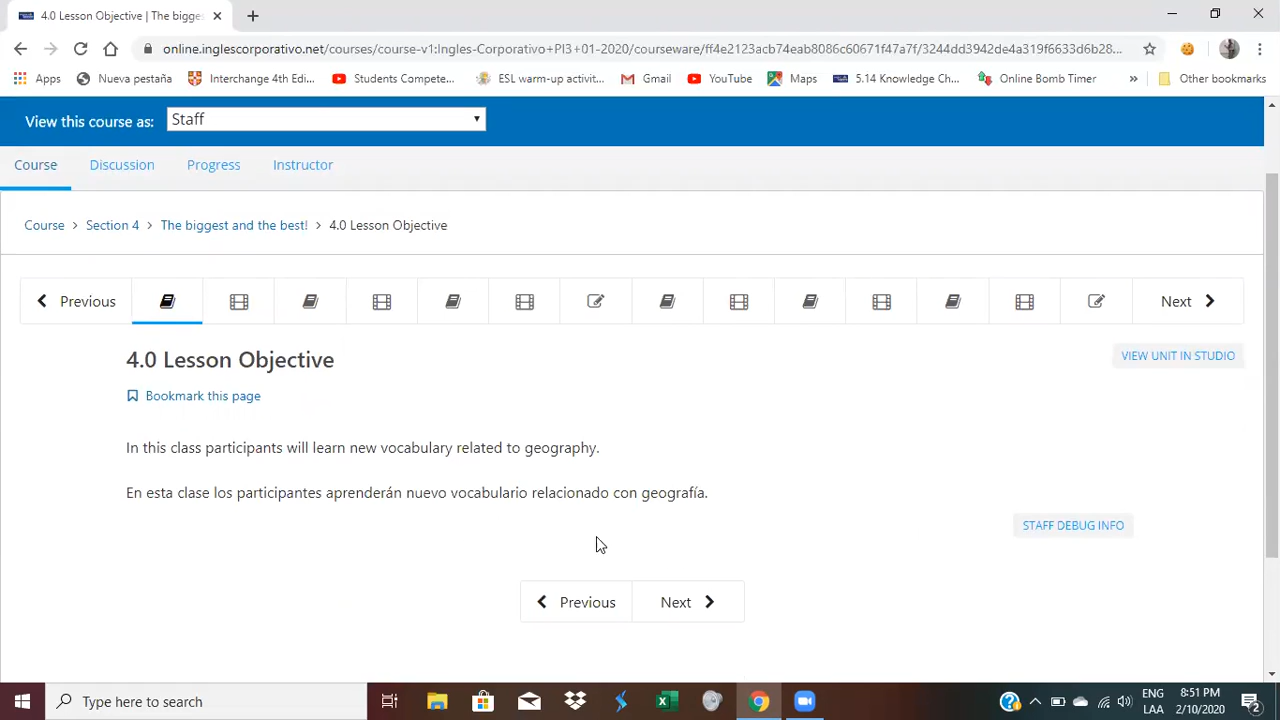 4.0 Lesson Objective | The bigges
online.inglescorporativo.net/courses/course-v1:Ingles-Corporativo+PI3+01-2020/courseware/ff4e2123acb74eab8086c60671f47a7f/3244dd3942de4a319f6633d6b28...
Apps Nueva pestaña Interchange 4th Edi... Students Compete... ESL warm-up activit... Gmail YouTube Maps 5.14 Knowledge Ch... Online Bomb Timer » Other bookmarks
View this course as: Staff
Course Discussion Progress Instructor
Course > Section 4 > The biggest and the best! > 4.0 Lesson Objective
Previous Next
4.0 Lesson Objective
VIEW UNIT IN STUDIO
Bookmark this page
In this class participants will learn new vocabulary related to geography.
En esta clase los participantes aprenderán nuevo vocabulario relacionado con geografía.
STAFF DEBUG INFO
Previous Next
Type here to search
ENG 8:51 PM
LAA 2/10/2020 2